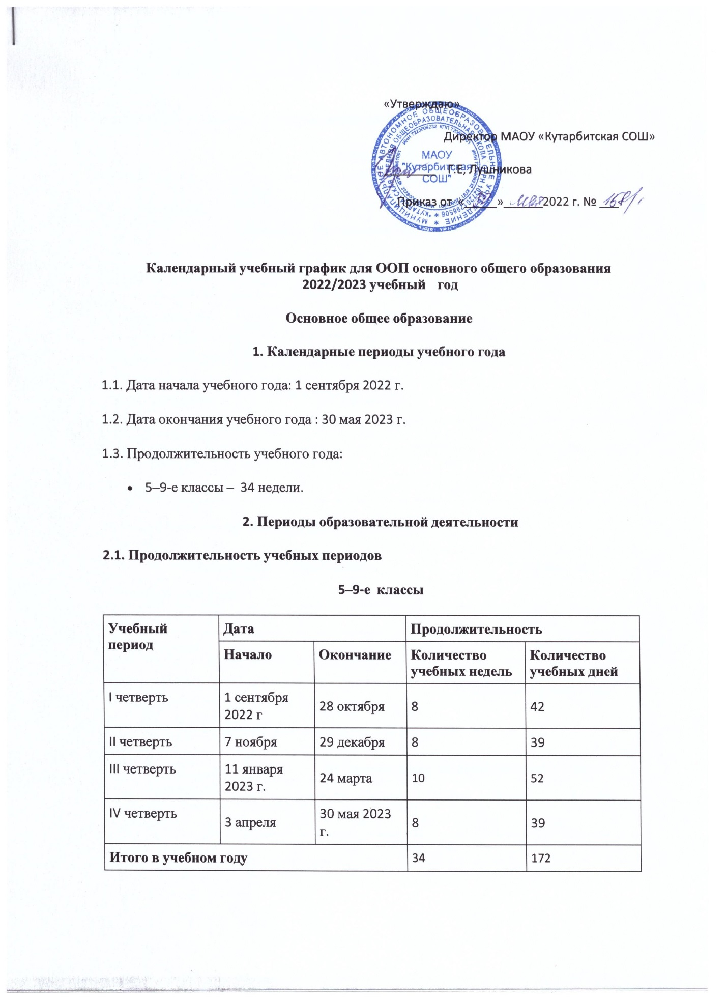 «Утверждаю»
Директор МАОУ «Кутарбитская СОШ»
МАОУ
"Кутарбитская
СОШ"
Г.Е, Лушникова
Приказ от «_____»______2022 г. № ___
мая
Календарный учебный график для ООП основного общего образования
2022/2023 учебный год
Основное общее образование
1. Календарные периоды учебного года
1.1. Дата начала учебного года: 1 сентября 2022 г.
1.2. Дата окончания учебного года : 30 мая 2023 г.
1.3. Продолжительность учебного года:
• 5–9-е классы – 34 недели.
2. Периоды образовательной деятельности
2.1. Продолжительность учебных периодов
5–9-е классы
Учебный период Дата Продолжительность
Начало Окончание Количество учебных недель Количество учебных дней
I четверть 1 сентября 2022 г 28 октября 8 42
II четверть 7 ноября 29 декабря 8 39
III четверть 11 января 2023 г. 24 марта 10 52
IV четверть 3 апреля 30 мая 2023 г. 8 39
Итого в учебном году 34 172